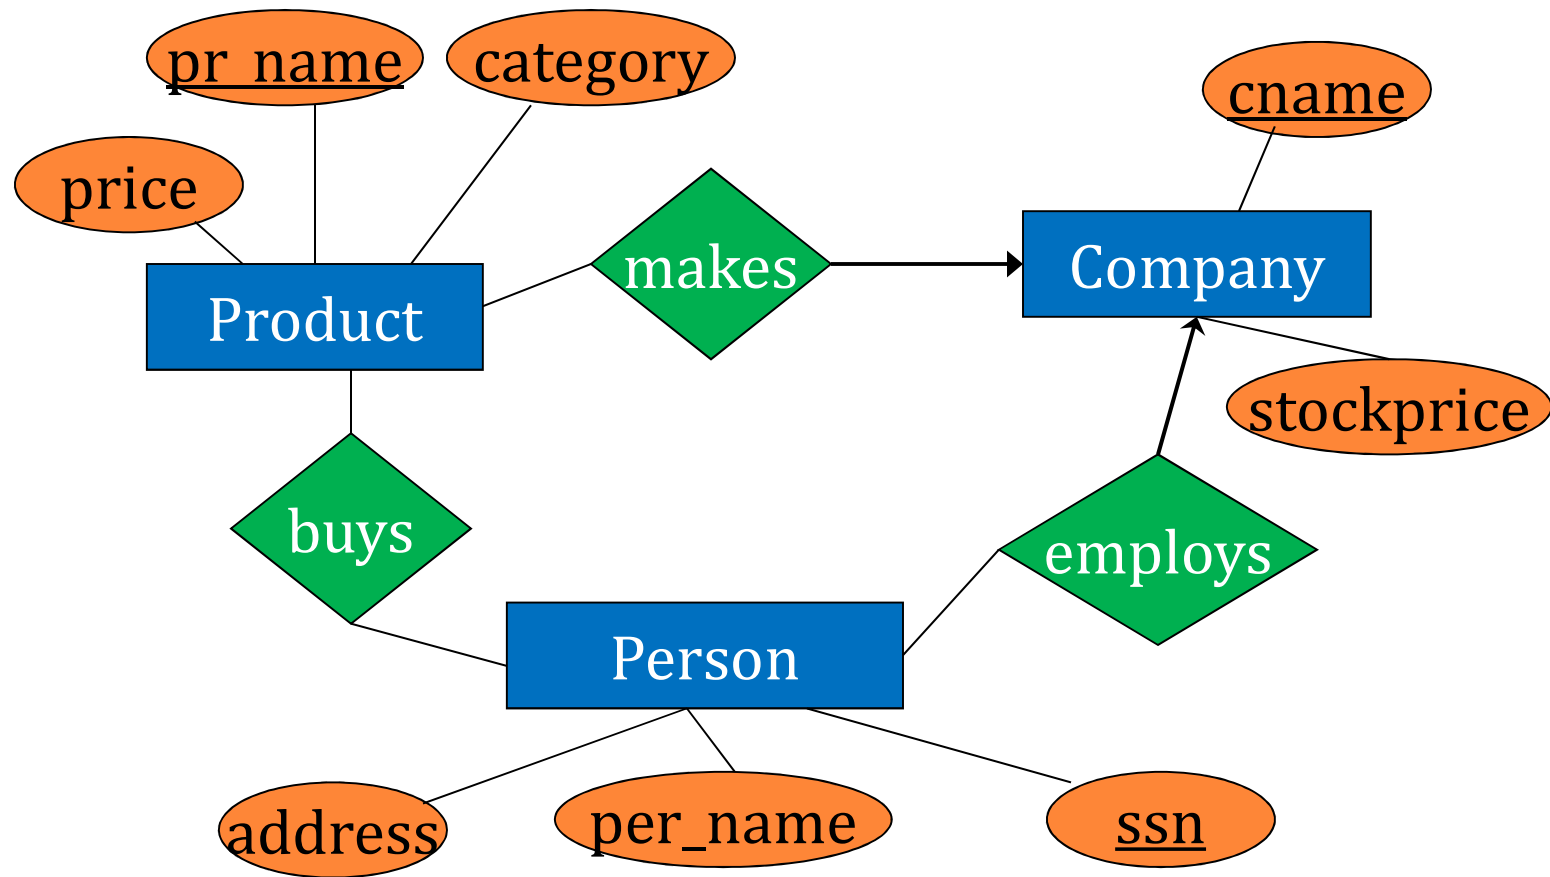 pr_name
category
cname
price
makes
Company
Product
stockprice
buys
employs
Person
address
per_name
ssn